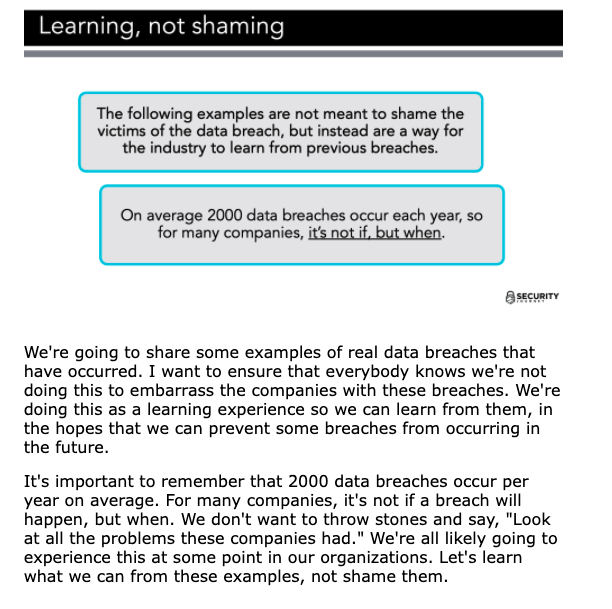 Learning, not shaming
The following examples are not meant to shame the
victims of the data breach, but instead are a way for
the industry to learn from previous breaches.
On average 2000 data breaches occur each year, so
for many companies, it's not if, but when.
SECURITY
We're going to share some examples of real data breaches that
have occurred. I want to ensure that everybody knows we're not
doing this to embarrass the companies with these breaches. We're
doing this as a learning experience so we can learn from them, in
the hopes that we can prevent some breaches from occurring in
the future.
It's important to remember that 2000 data breaches occur per
year on average. For many companies, it's not if a breach will
happen, but when. We don't want to throw stones and say, "Look
at all the problems these companies had." We're all likely going to
experience this at some point in our organizations. Let's learn
what we can from these examples, not shame them.